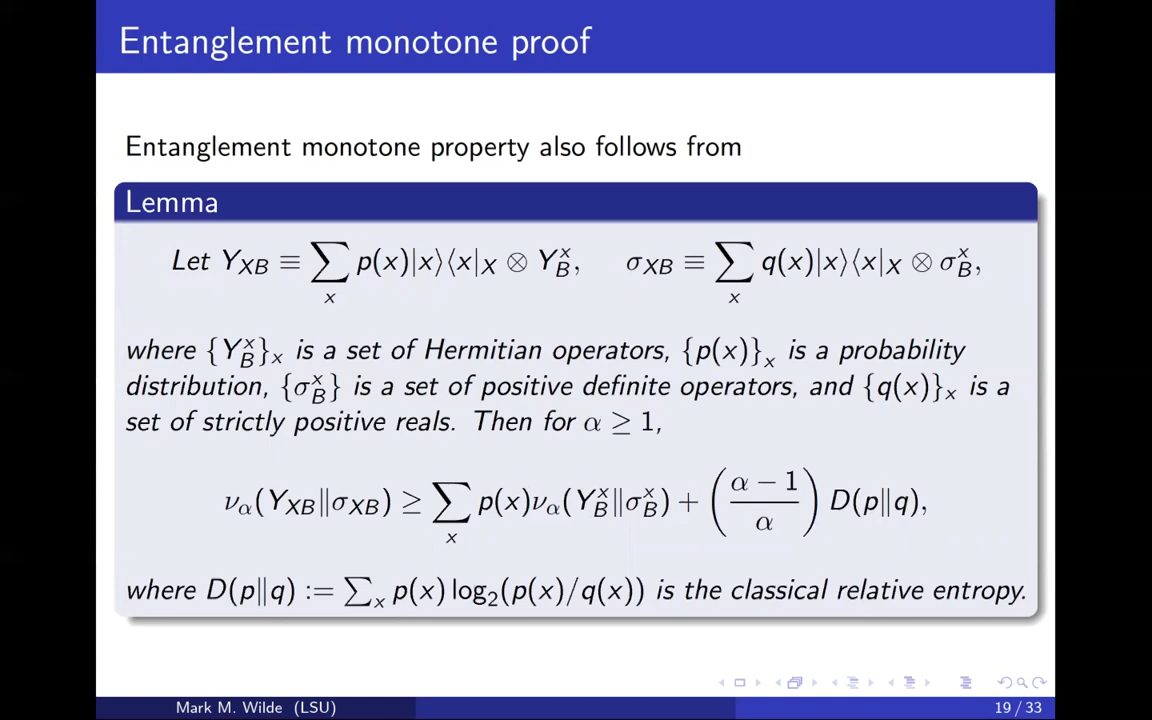 Entanglement monotone proof
Entanglement monotone property also follows from
Lemma
Let Y_{XB} ≡ ∑_x p(x)|x⟩⟨x|_X ⊗ Y_B^x, σ_{XB} ≡ ∑_x q(x)|x⟩⟨x|_X ⊗ σ_B^x,
where {Y_B^x}_x is a set of Hermitian operators, {p(x)}_x is a probability
distribution, {σ_B^x} is a set of positive definite operators, and {q(x)}_x is a
set of strictly positive reals. Then for α ≥ 1,
ν_α(Y_{XB}‖σ_{XB}) ≥ ∑_x p(x)ν_α(Y_B^x‖σ_B^x) + ((α − 1)/α) D(p‖q),
where D(p‖q) := ∑_x p(x) log_2(p(x)/q(x)) is the classical relative entropy.
Mark M. Wilde (LSU)
19 / 33